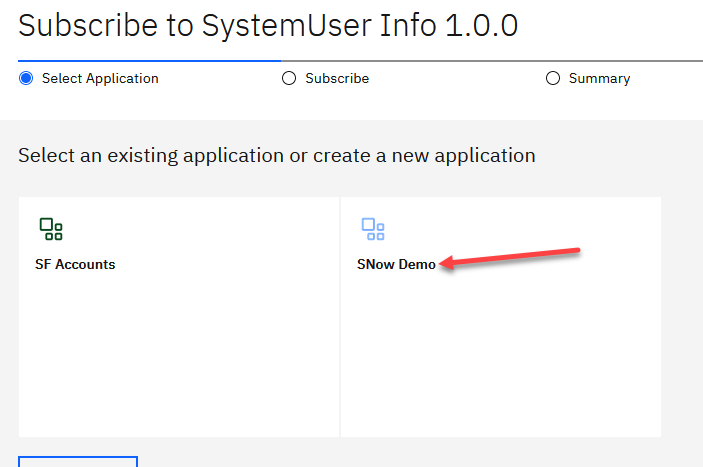 Subscribe to SystemUser Info 1.0.0
Select Application
Subscribe
Summary
Select an existing application or create a new application
SF Accounts
SNow Demo